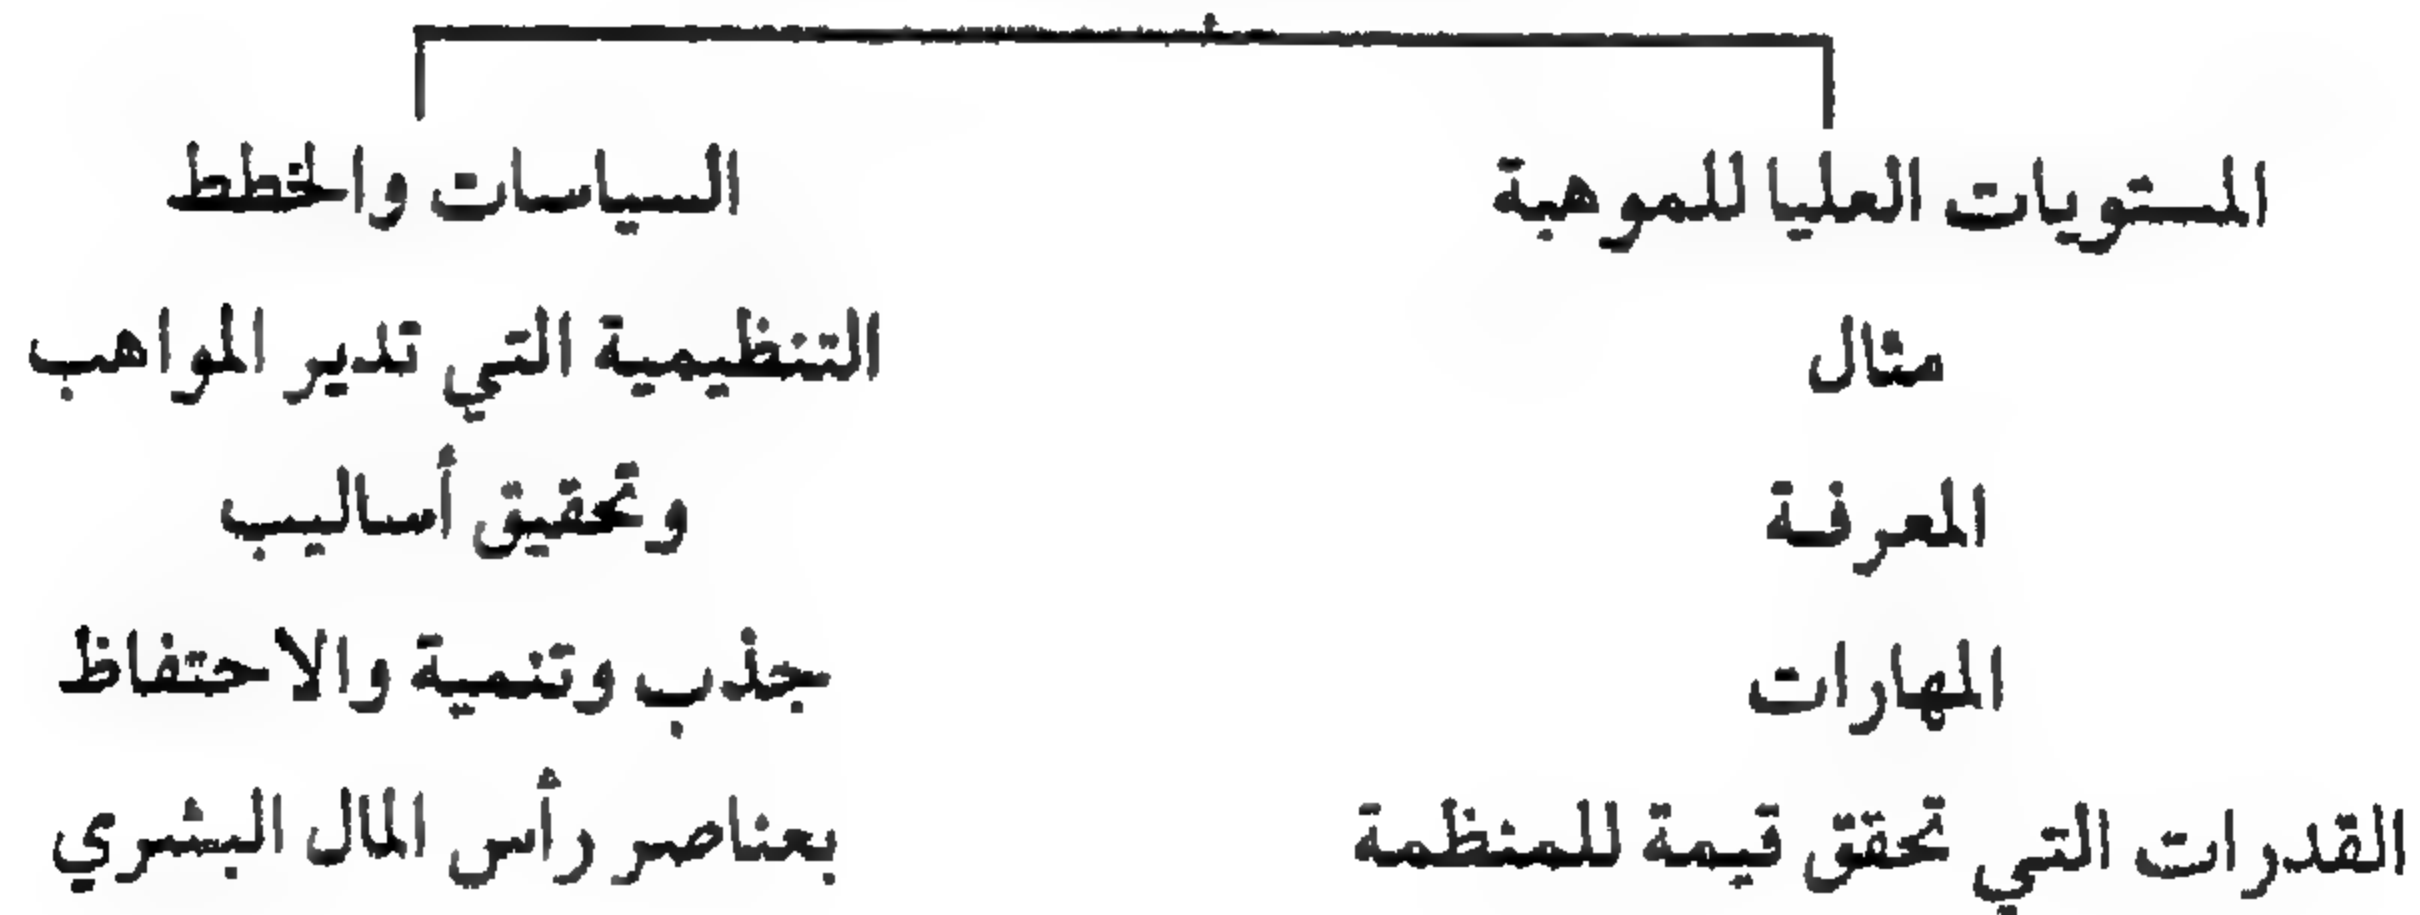 المستويات العليا للموهبة
مثال
المعرفة
المهارات
القدرات التي تحقق قيمة للمنظمة
السياسات والخطط
التنظيمية التي تدير المواهب
وتحقيق أساليب
جذب وتنمية والاحتفاظ
بعناصر رأس المال البشري